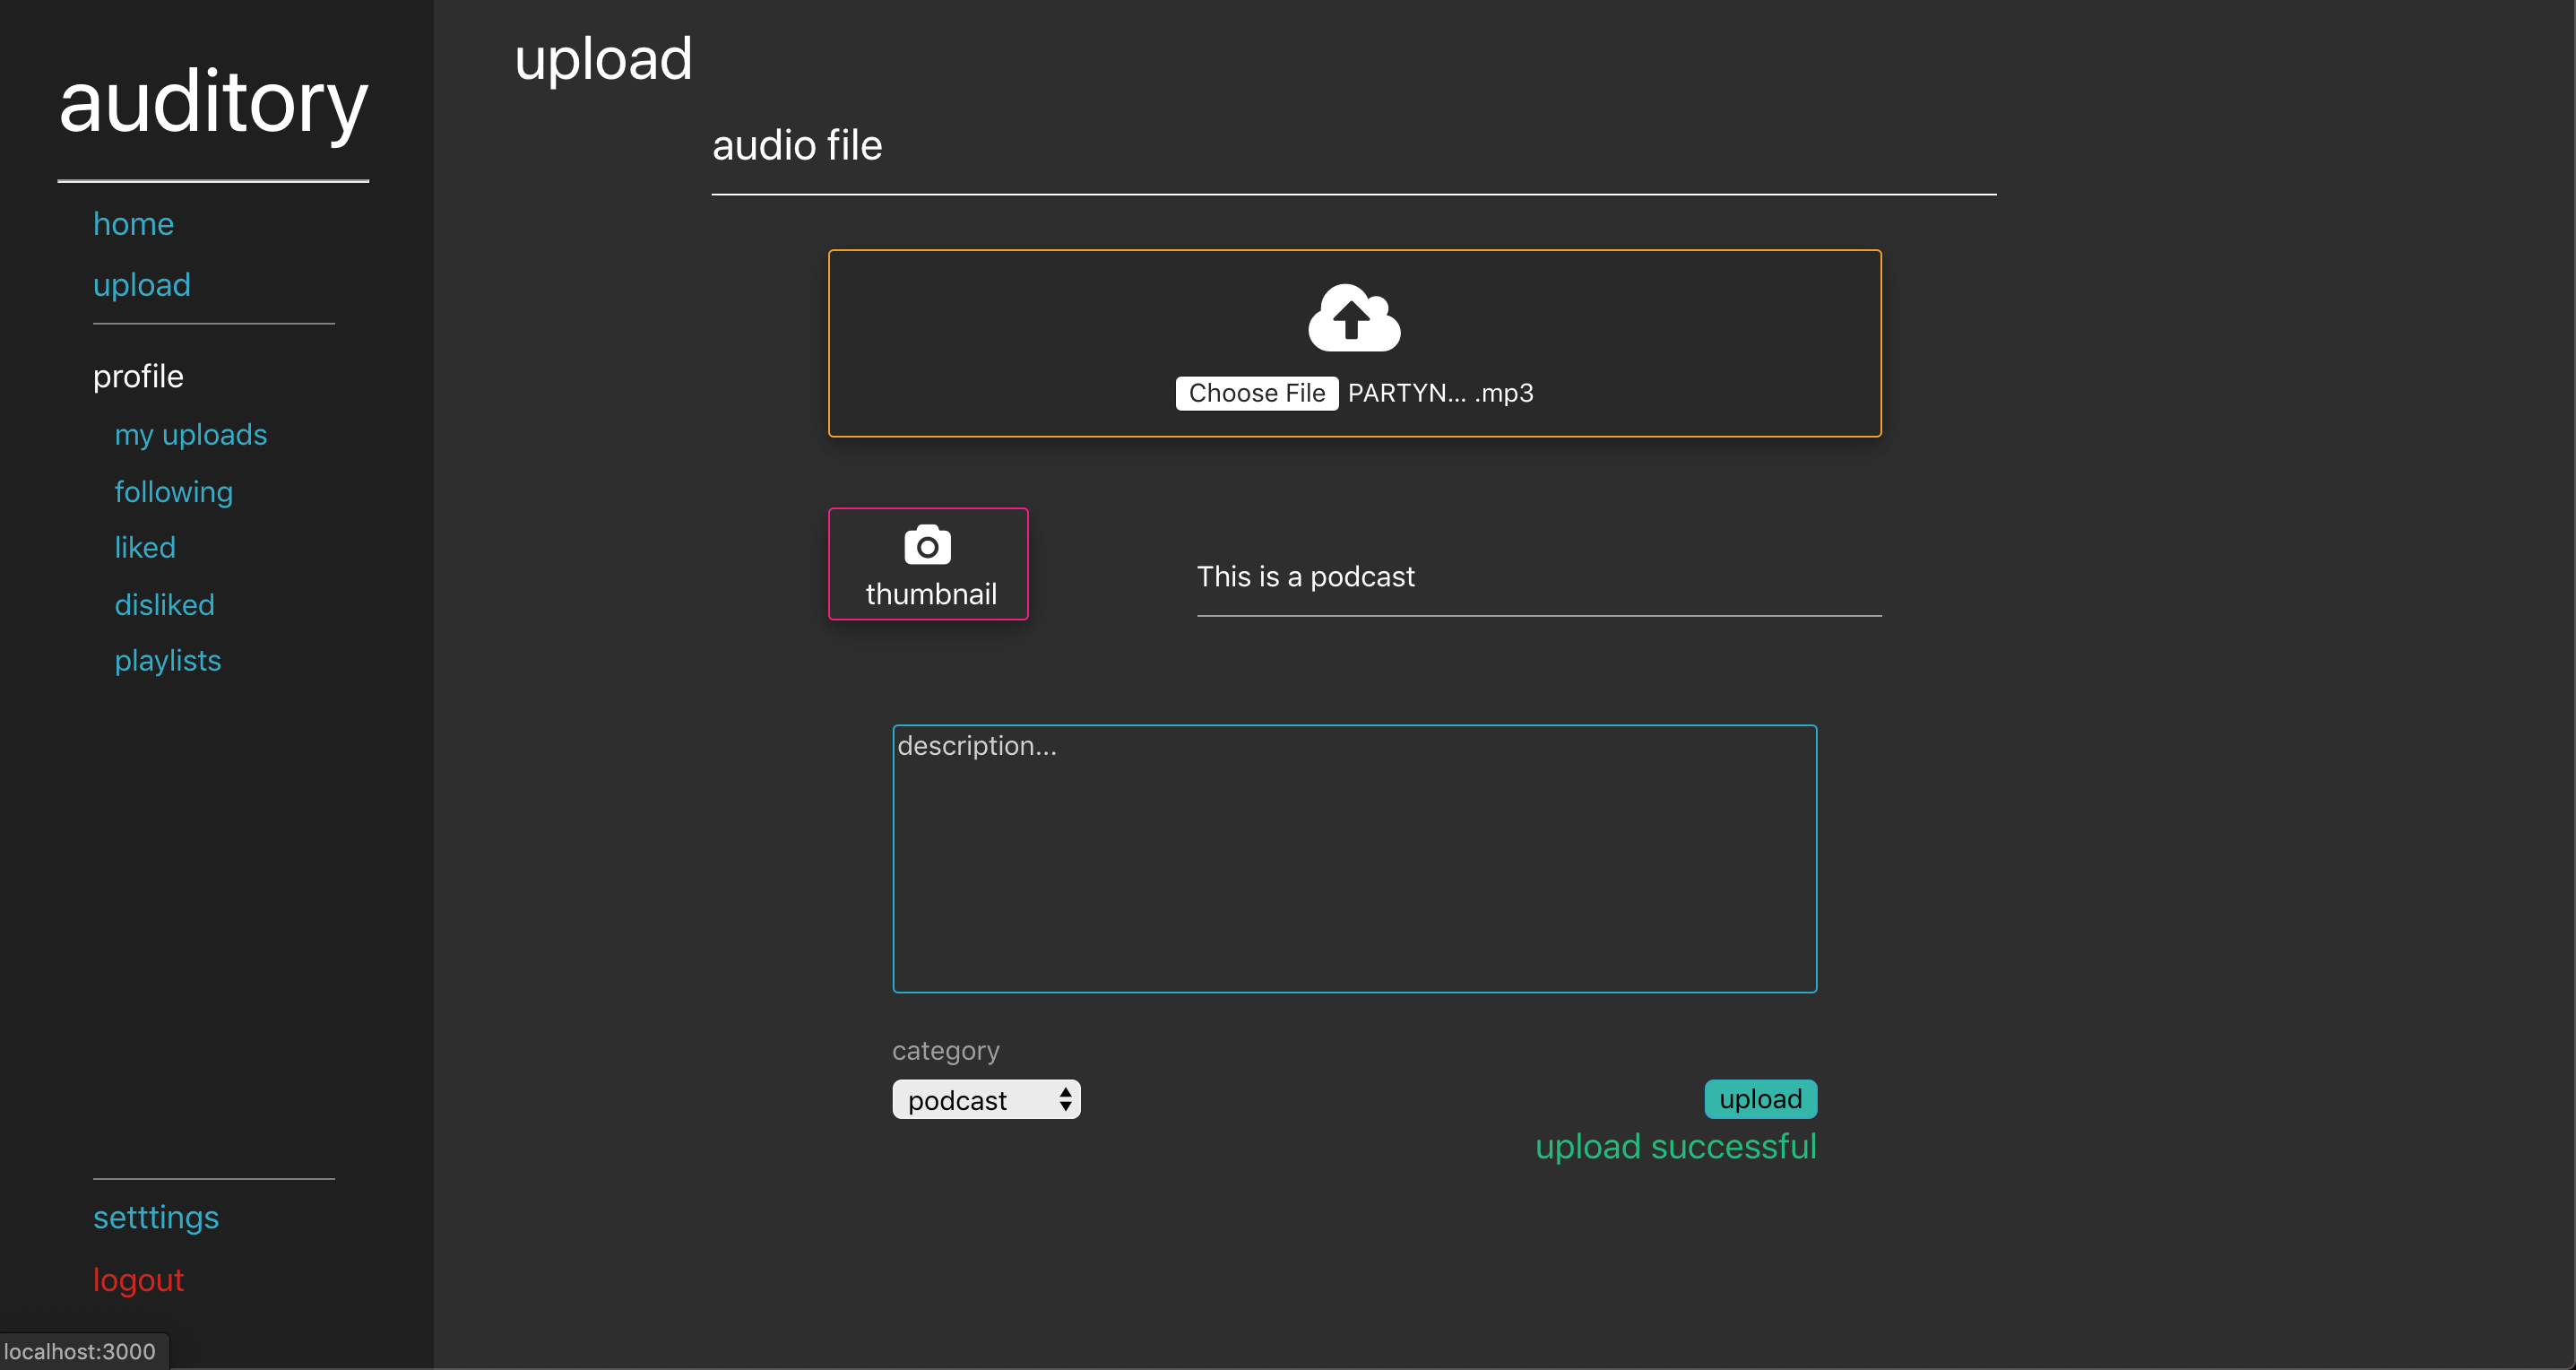 auditory
home
upload
profile
my uploads
following
liked
disliked
playlists
setttings
logout
localhost:3000
upload
audio file
Choose File PARTYN... .mp3
thumbnail
This is a podcast
description...
category
podcast
upload
upload successful